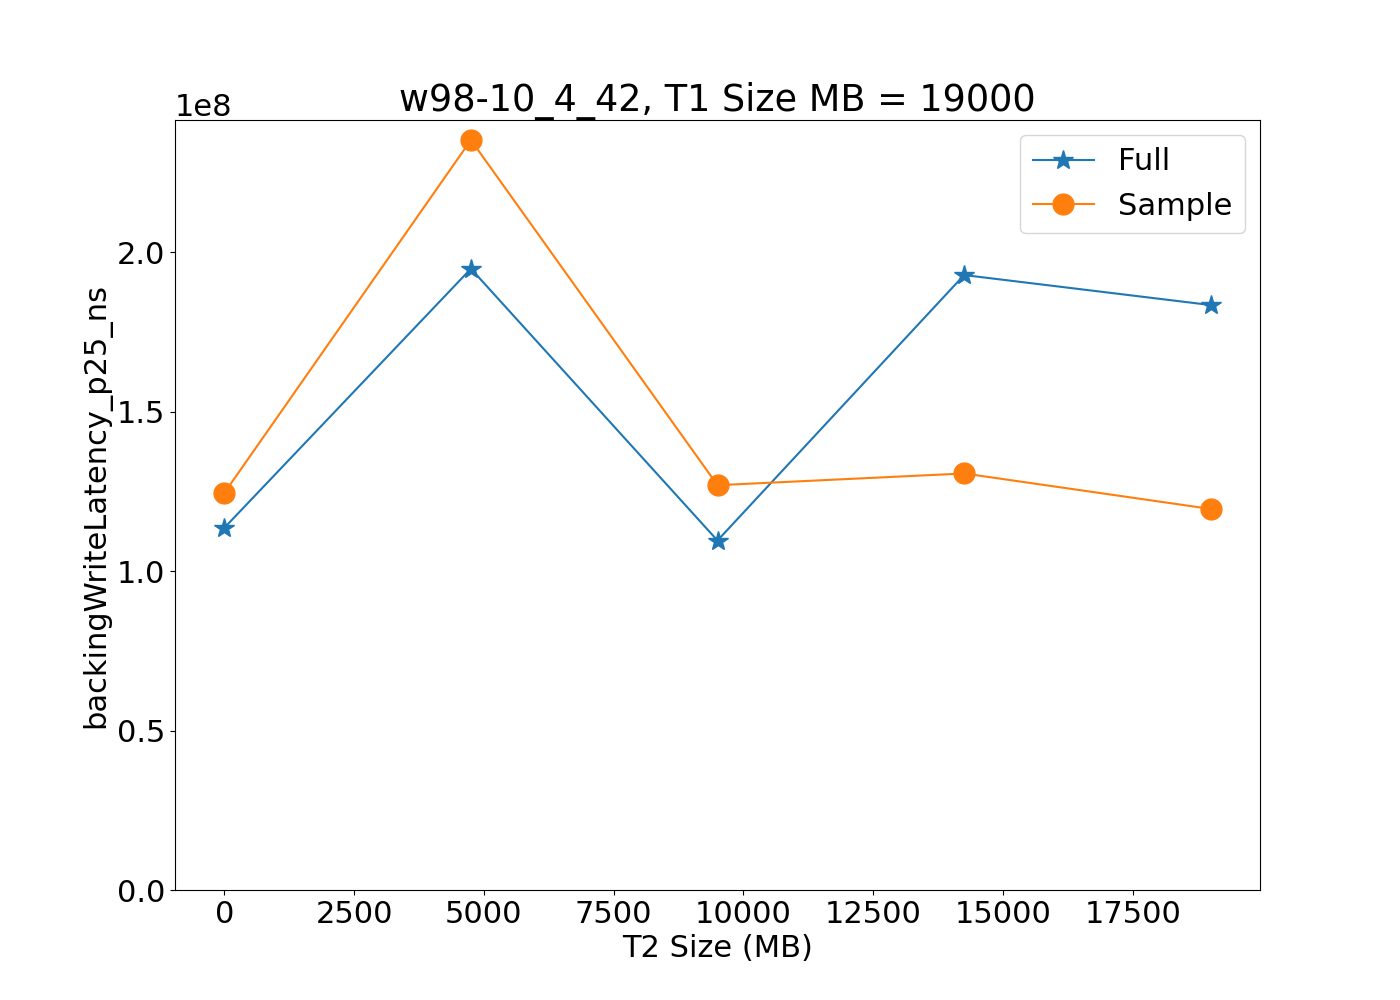 w98-10_4_42, T1 Size MB = 19000
1e8
Full
Sample
2.0
1.5
1.0
0.5
0.0
backingWriteLatency_p25_ns
0 2500 5000 7500 10000 12500 15000 17500
T2 Size (MB)